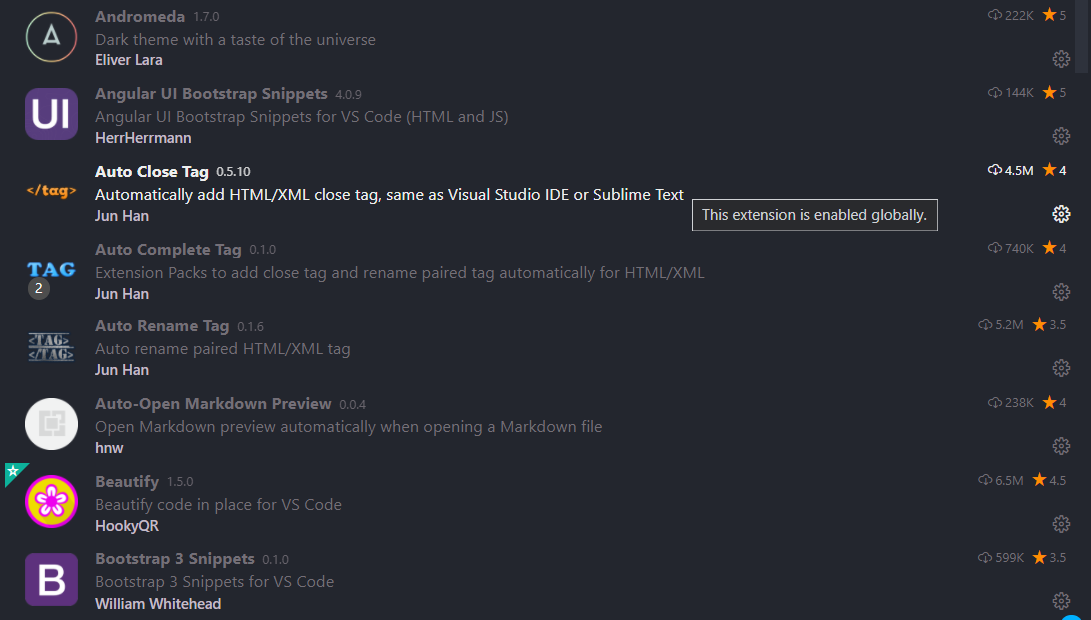 Andromeda 1.7.0 222K 5
Dark theme with a taste of the universe
Eliver Lara
UI
Angular UI Bootstrap Snippets 4.0.9 144K 5
Angular UI Bootstrap Snippets for VS Code (HTML and JS)
HerrHerrmann
</tag>
Auto Close Tag 0.5.10 4.5M 4
Automatically add HTML/XML close tag, same as Visual Studio IDE or Sublime Text
Jun Han
This extension is enabled globally.
TAG
2
Auto Complete Tag 0.1.0 740K 4
Extension Packs to add close tag and rename paired tag automatically for HTML/XML
Jun Han
<TAG>
</TAG>
Auto Rename Tag 0.1.6 5.2M 3.5
Auto rename paired HTML/XML tag
Jun Han
Auto-Open Markdown Preview 0.0.4 238K 4
Open Markdown preview automatically when opening a Markdown file
hnw
Beautify 1.5.0 6.5M 4.5
Beautify code in place for VS Code
HookyQR
B
Bootstrap 3 Snippets 0.1.0 599K 3.5
Bootstrap 3 Snippets for VS Code
William Whitehead